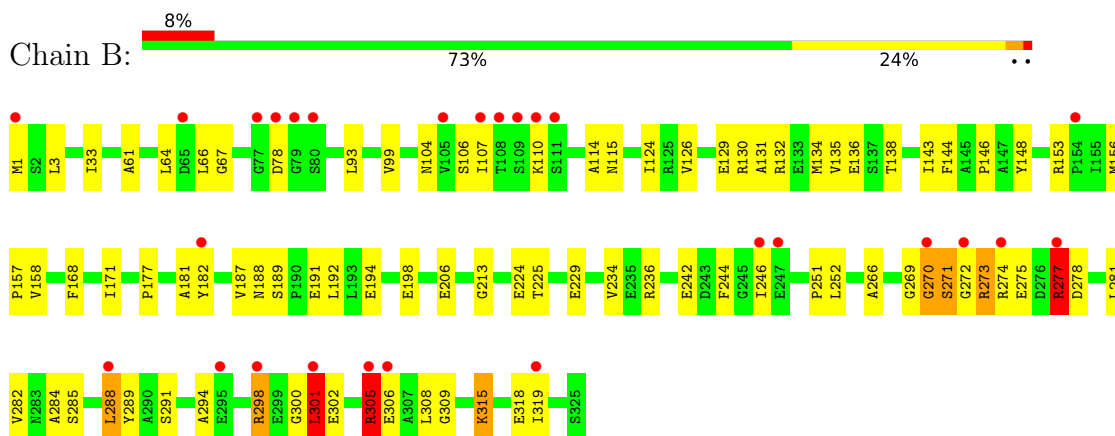 8%
Chain B:
73% 24% • •
M1 S2 L3 I33 A61 L64 D65 L66 G67 G77 D78 G79 S80 L93 V99 N104 V105 S106 I107 T108 S109 K110 S111 A114 N115 I124 R125 V126 E129 R130 A131 R132 E133 M134 V135 E136 S137 T138 I143 F144 A145 P146 A147 Y148 R153 P154 I155 M156
P157 V158 F168 I171 P177 A181 Y182 V187 N188 S189 P190 E191 L192 L193 E194 E198 E206 G213 E224 T225 E229 V234 E235 R236 E242 D243 F244 G245 I246 E247 P251 L252 A266 G269 G270 S271 G272 R273 R274 E275 D276 R277 D278 L281
V282 N283 A284 S285 L288 Y289 A290 S291 A294 E295 R298 E299 G300 L301 E302 R305 E306 A307 L308 G309 K315 E318 I319 S325